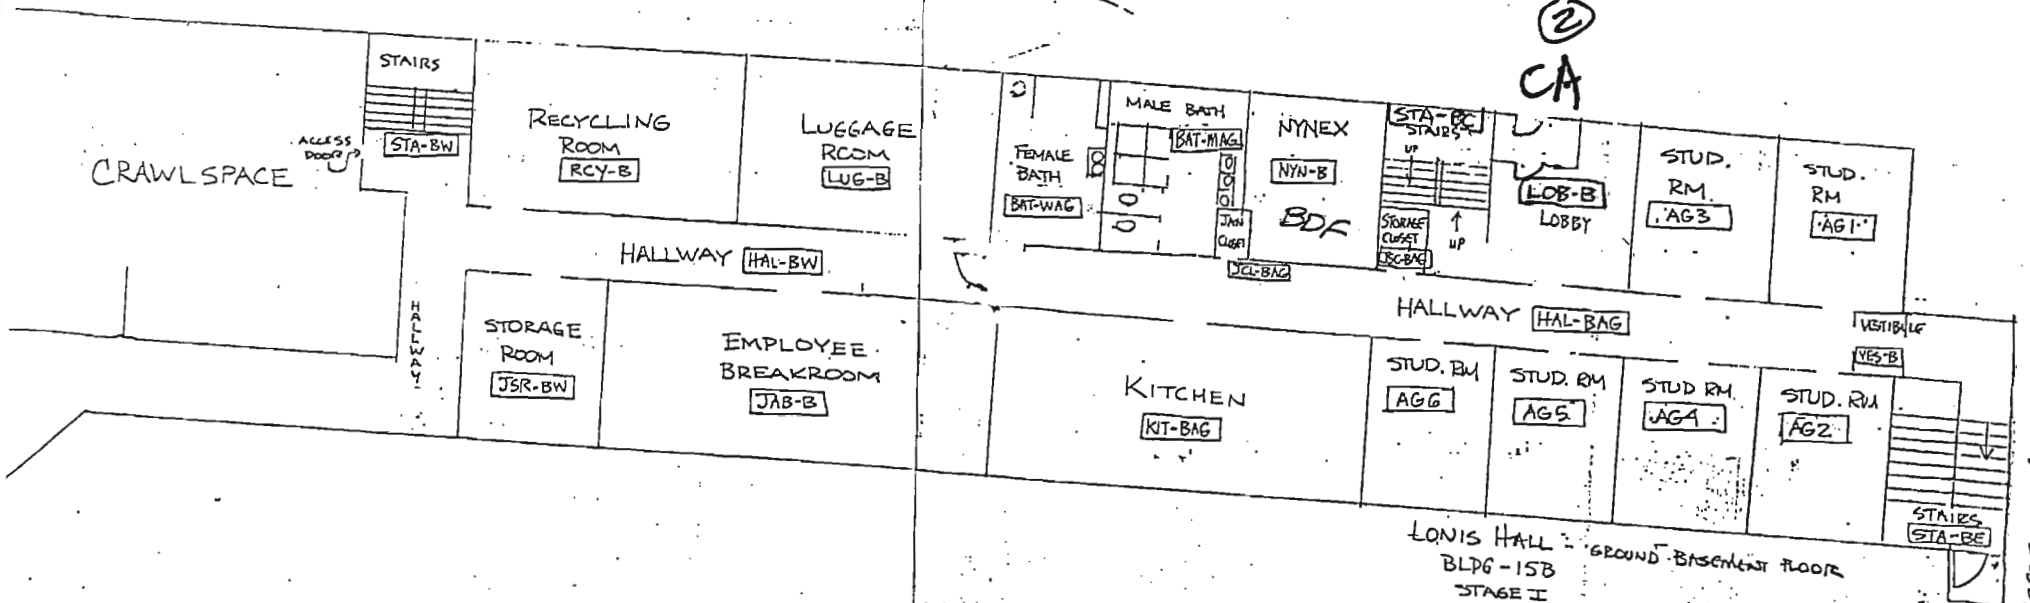 2
CA
STAIRS
STA-BW
ACCESS
DOOR
CRAWLSPACE
RECYCLING
ROOM
RCY-B
LUGGAGE
ROOM
LUG-B
FEMALE
BATH
BAT-WAG
MALE BATH
BAT-MAG
JAN
CLOSET
JCL-BAG
NYNEX
NYN-B
BDF
STA-BC
STAIRS
UP
STORAGE
CLOSET
JSC-BAG
UP
LOB-B
LOBBY
STUD.
RM.
AG3
STUD.
RM
AG1
HALLWAY HAL-BW
HALLWAY
HALLWAY HAL-BAG
VESTIBULE
VES-B
STORAGE
ROOM
JSR-BW
EMPLOYEE
BREAKROOM
JAB-B
KITCHEN
KIT-BAG
STUD. RM
AG6
STUD. RM
AG5
STUD RM.
AG4
STUD. RM
AG2
STAIRS
STA-BE
HALL - GROUND BASEMENT FLOOR
BLDG-15B
STAGE I